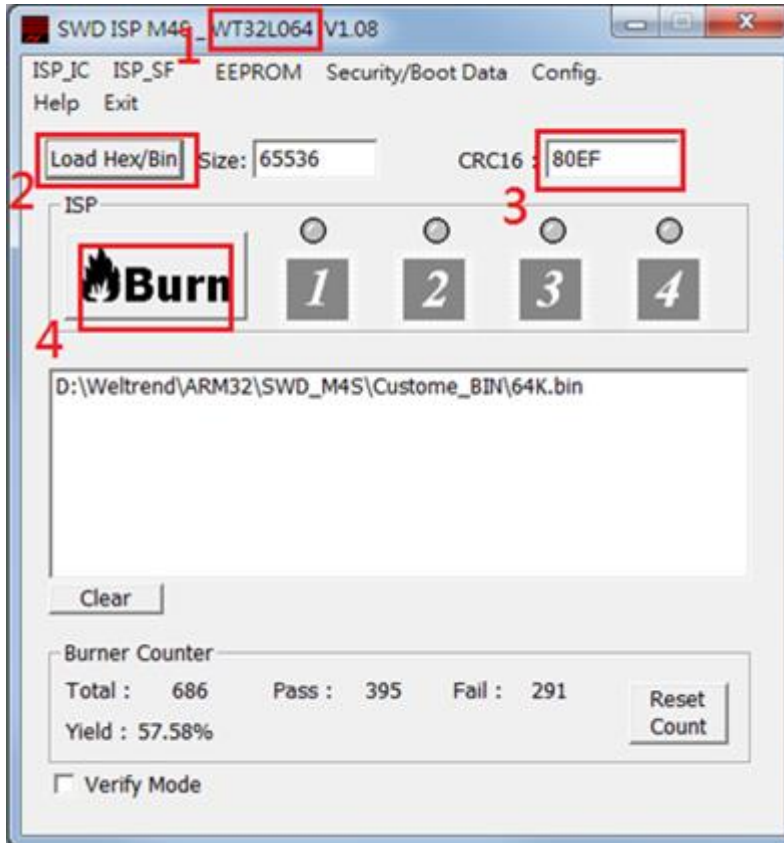 SWD ISP M4S _ WT32L064 V1.08
1
ISP_IC ISP_SF EEPROM Security/Boot Data Config.
Help Exit
Load Hex/Bin Size: 65536 CRC16 : 80EF
2
ISP
3
Burn 1 2 3 4
4
D:\Weltrend\ARM32\SWD_M4S\Custome_BIN\64K.bin
Clear
Burner Counter
Total : 686 Pass : 395 Fail : 291
Reset
Count
Yield : 57.58%
Verify Mode